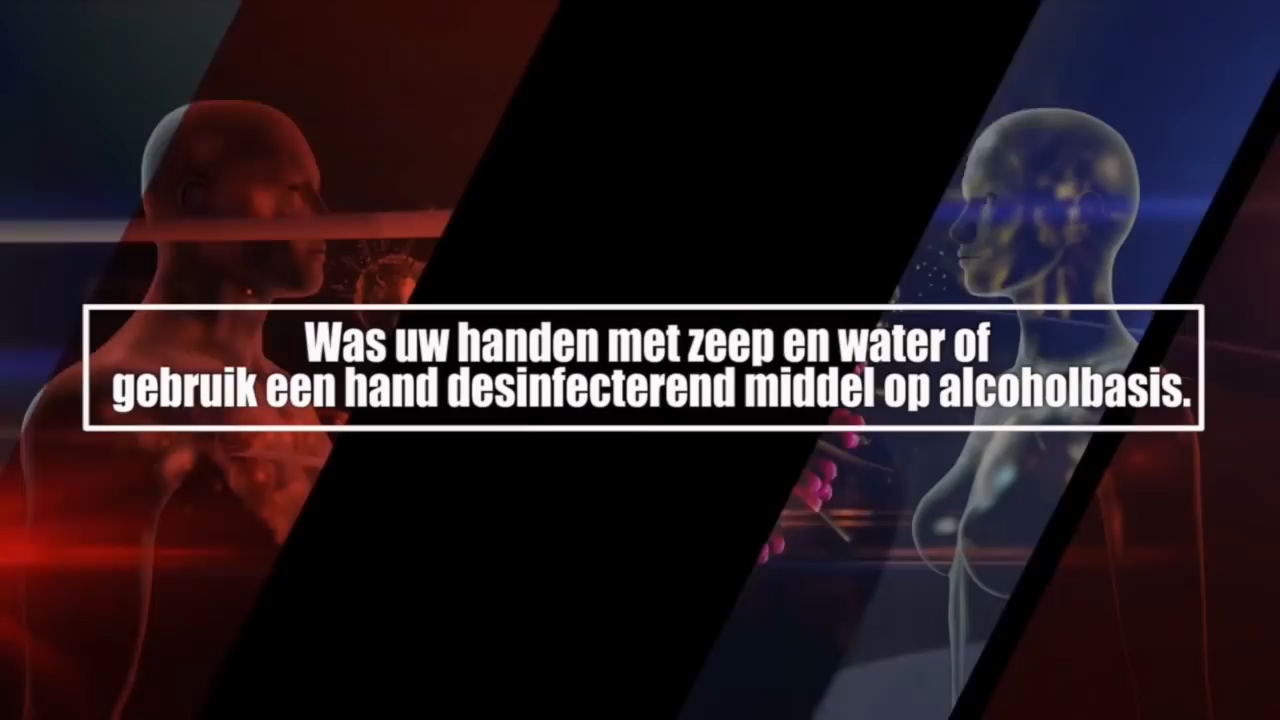 Was uw handen met zeep en water of
gebruik een hand desinfecterend middel op alcoholbasis.